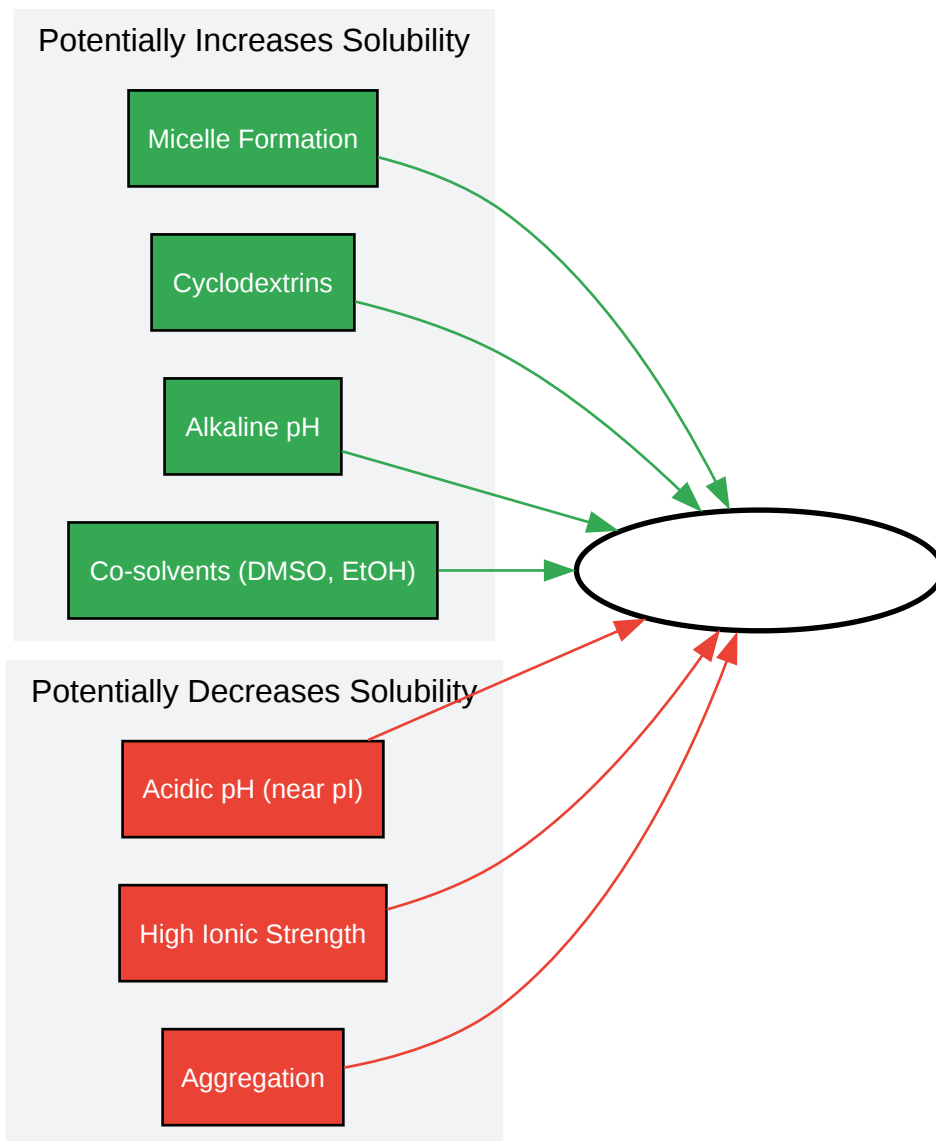 Potentially Increases Solubility
Micelle Formation
Cyclodextrins
Alkaline pH
Co-solvents (DMSO, EtOH)
Potentially Decreases Solubility
Acidic pH (near pI)
High Ionic Strength
Aggregation